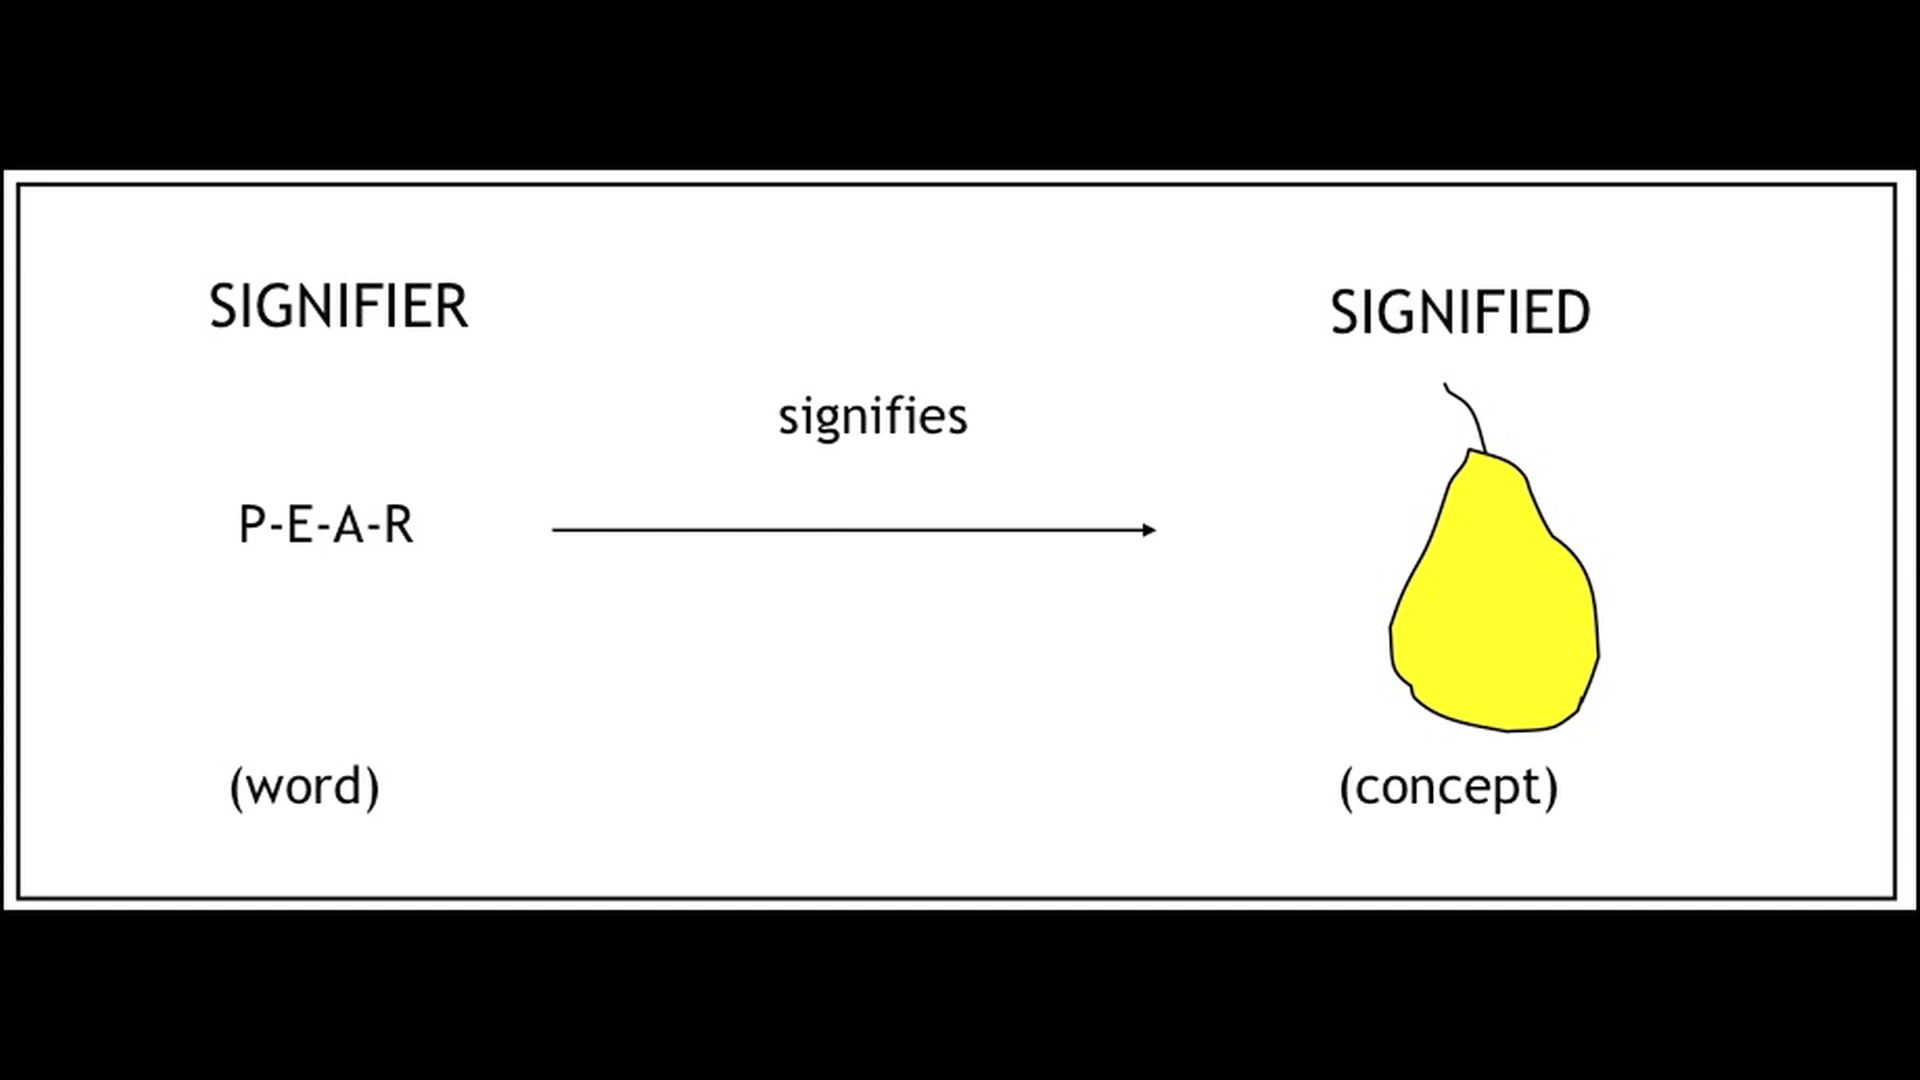 SIGNIFIER
SIGNIFIED
signifies
P-E-A-R
(word)
(concept)